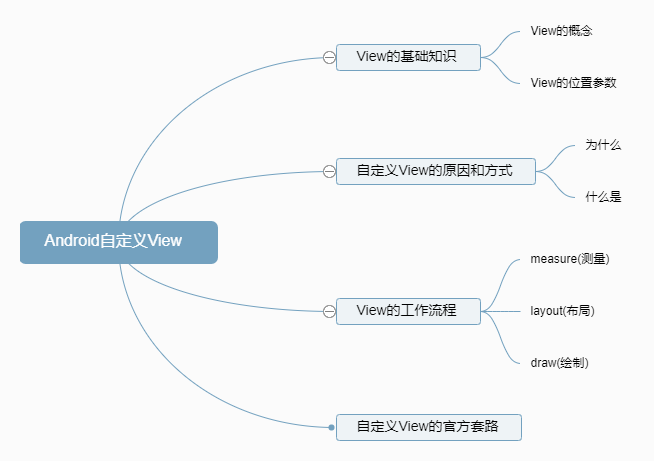 Android自定义View
View的基础知识
View的概念
View的位置参数
自定义View的原因和方式
为什么
什么是
View的工作流程
measure(测量)
layout(布局)
draw(绘制)
自定义View的官方套路